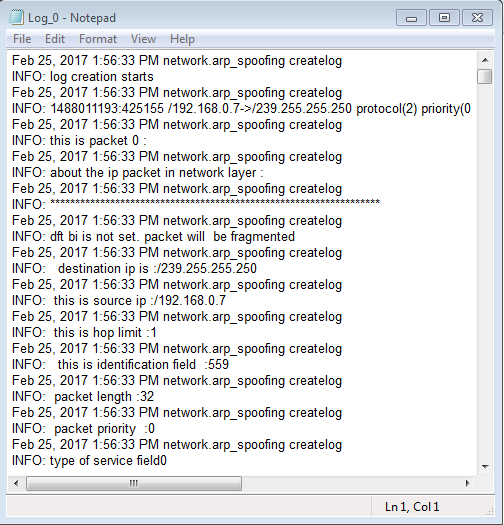 Log_0 - Notepad
File Edit Format View Help
Feb 25, 2017 1:56:33 PM network.arp_spoofing createlog
INFO: log creation starts
Feb 25, 2017 1:56:33 PM network.arp_spoofing createlog
INFO: 1488011193:425155 /192.168.0.7->/239.255.255.250 protocol(2) priority(0
Feb 25, 2017 1:56:33 PM network.arp_spoofing createlog
INFO: this is packet 0 :
Feb 25, 2017 1:56:33 PM network.arp_spoofing createlog
INFO: about the ip packet in network layer :
Feb 25, 2017 1:56:33 PM network.arp_spoofing createlog
INFO: ******************************************************************
Feb 25, 2017 1:56:33 PM network.arp_spoofing createlog
INFO: dft bi is not set. packet will  be fragmented
Feb 25, 2017 1:56:33 PM network.arp_spoofing createlog
INFO:   destination ip is :/239.255.255.250
Feb 25, 2017 1:56:33 PM network.arp_spoofing createlog
INFO:  this is source ip :/192.168.0.7
Feb 25, 2017 1:56:33 PM network.arp_spoofing createlog
INFO:  this is hop limit :1
Feb 25, 2017 1:56:33 PM network.arp_spoofing createlog
INFO:   this is identification field  :559
Feb 25, 2017 1:56:33 PM network.arp_spoofing createlog
INFO:  packet length :32
Feb 25, 2017 1:56:33 PM network.arp_spoofing createlog
INFO:  packet priority  :0
Feb 25, 2017 1:56:33 PM network.arp_spoofing createlog
INFO: type of service field0
Ln 1, Col 1